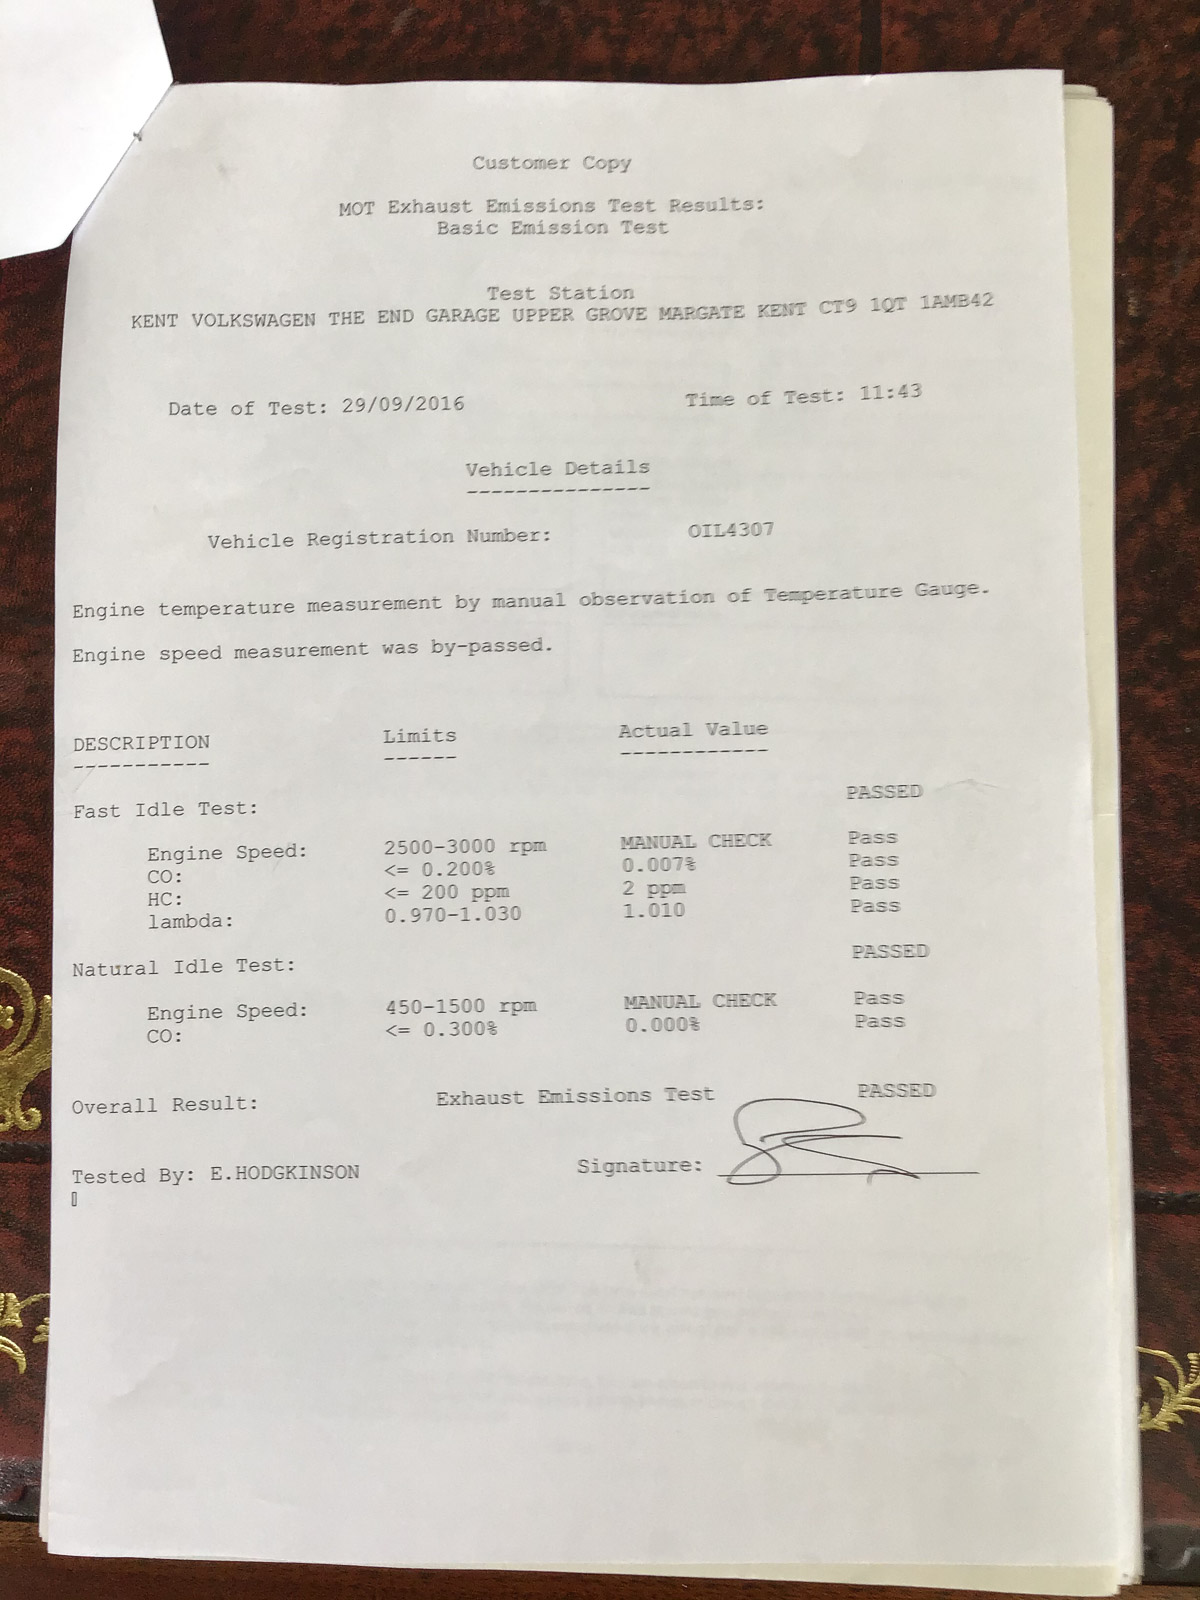 Customer Copy
MOT Exhaust Emissions Test Results:
Basic Emission Test
Test Station
KENT VOLKSWAGEN THE END GARAGE UPPER GROVE MARGATE KENT CT9 1QT 1AMB42
Date of Test: 29/09/2016 Time of Test: 11:43
Vehicle Details
---------------
Vehicle Registration Number: OIL4307
Engine temperature measurement by manual observation of Temperature Gauge.
Engine speed measurement was by-passed.
DESCRIPTION Limits Actual Value
----------- ------ ------------
Fast Idle Test: PASSED
Engine Speed: 2500-3000 rpm MANUAL CHECK Pass
CO: <= 0.200% 0.007% Pass
HC: <= 200 ppm 2 ppm Pass
lambda: 0.970-1.030 1.010 Pass
Natural Idle Test: PASSED
Engine Speed: 450-1500 rpm MANUAL CHECK Pass
CO: <= 0.300% 0.000% Pass
Overall Result: Exhaust Emissions Test PASSED
Tested By: E.HODGKINSON Signature: